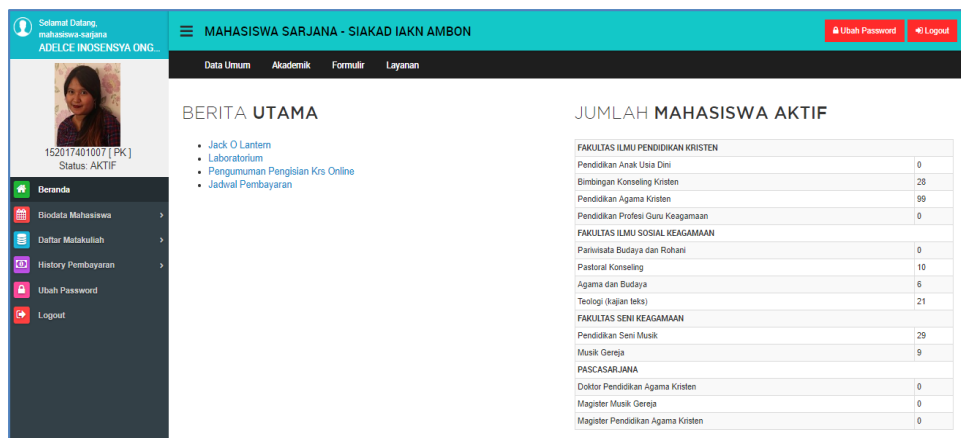 Selamat Datang,
mahasiswa-sarjana
ADELCE INOSENSYA ONG...
152017401007 [ PK ]
Status: AKTIF
Beranda
Biodata Mahasiswa
Daftar Matakuliah
History Pembayaran
Ubah Password
Logout
MAHASISWA SARJANA - SIAKAD IAKN AMBON
Ubah Password Logout
Data Umum Akademik Formulir Layanan
BERITA UTAMA
Jack O Lantern
Laboratorium
Pengumuman Pengisian Krs Online
Jadwal Pembayaran
JUMLAH MAHASISWA AKTIF
FAKULTAS ILMU PENDIDIKAN KRISTEN
Pendidikan Anak Usia Dini 0
Bimbingan Konseling Kristen 28
Pendidikan Agama Kristen 99
Pendidikan Profesi Guru Keagamaan 0
FAKULTAS ILMU SOSIAL KEAGAMAAN
Pariwisata Budaya dan Rohani 0
Pastoral Konseling 10
Agama dan Budaya 6
Teologi (kajian teks) 21
FAKULTAS SENI KEAGAMAAN
Pendidikan Seni Musik 29
Musik Gereja 9
PASCASARJANA
Doktor Pendidikan Agama Kristen 0
Magister Musik Gereja 0
Magister Pendidikan Agama Kristen 0